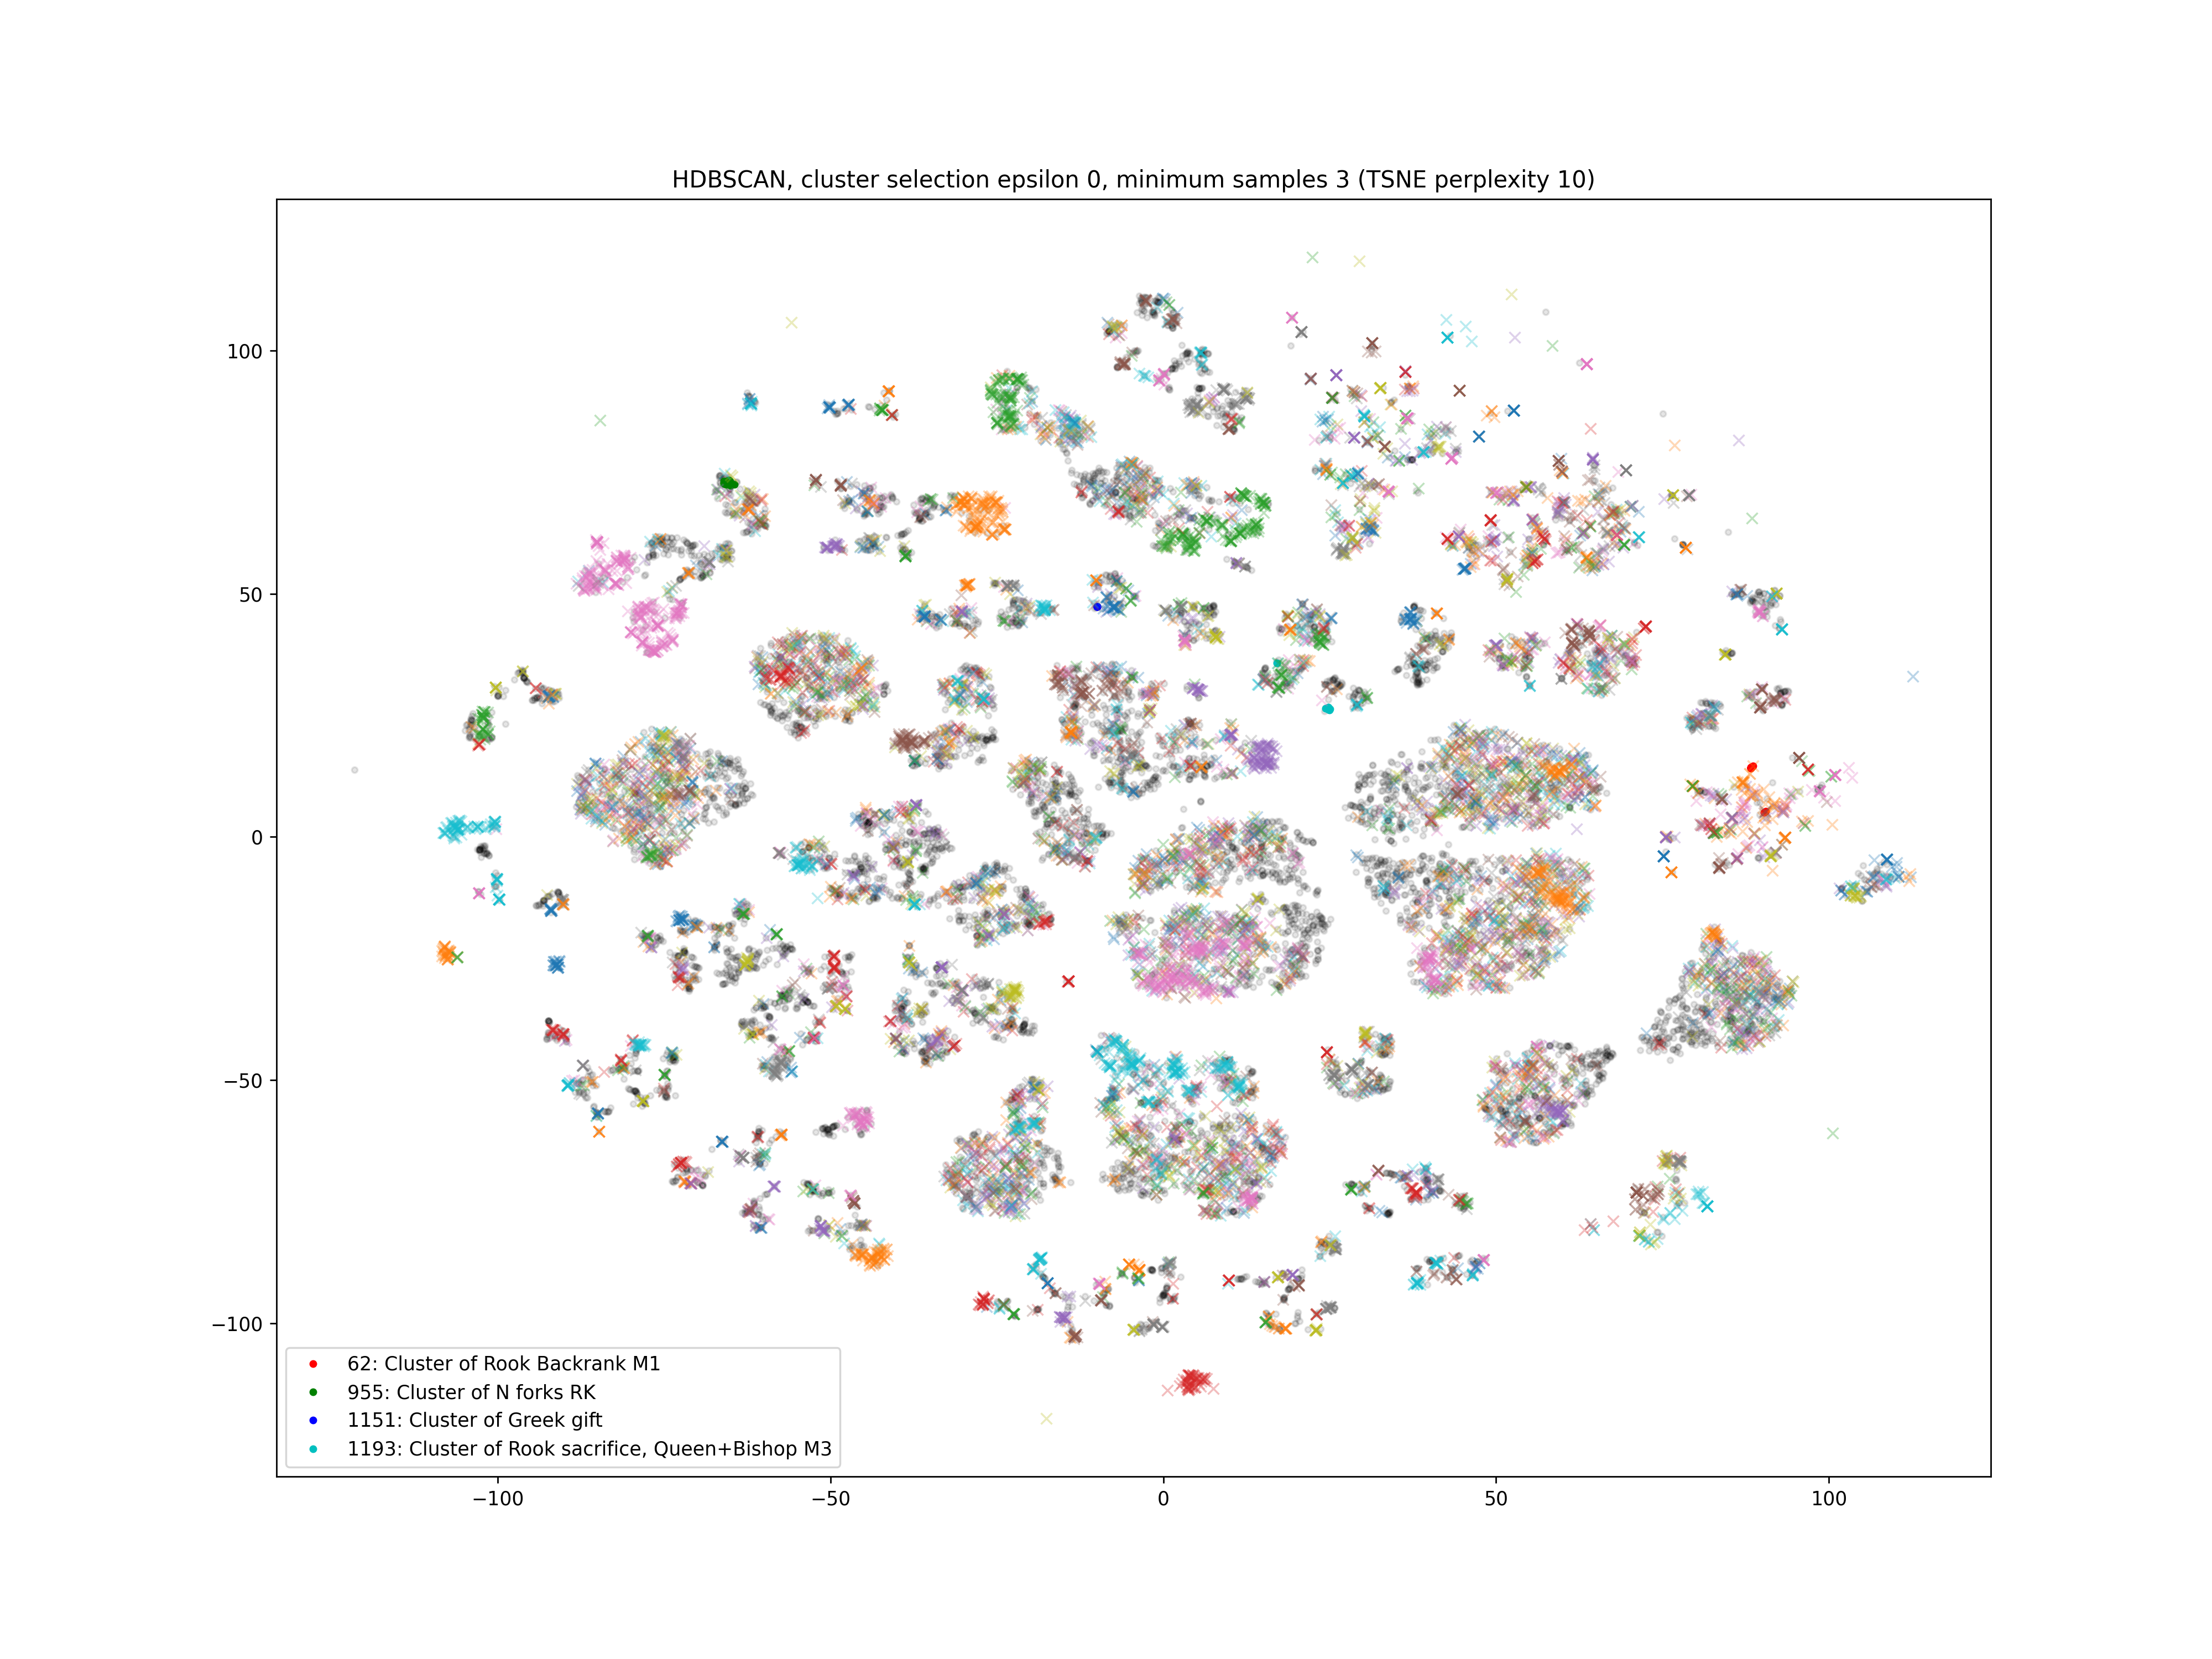 HDBSCAN, cluster selection epsilon 0, minimum samples 3 (TSNE perplexity 10)
100
50
0
−50
−100
62: Cluster of Rook Backrank M1
955: Cluster of N forks RK
1151: Cluster of Greek gift
1193: Cluster of Rook sacrifice, Queen+Bishop M3
−100 −50 0 50 100